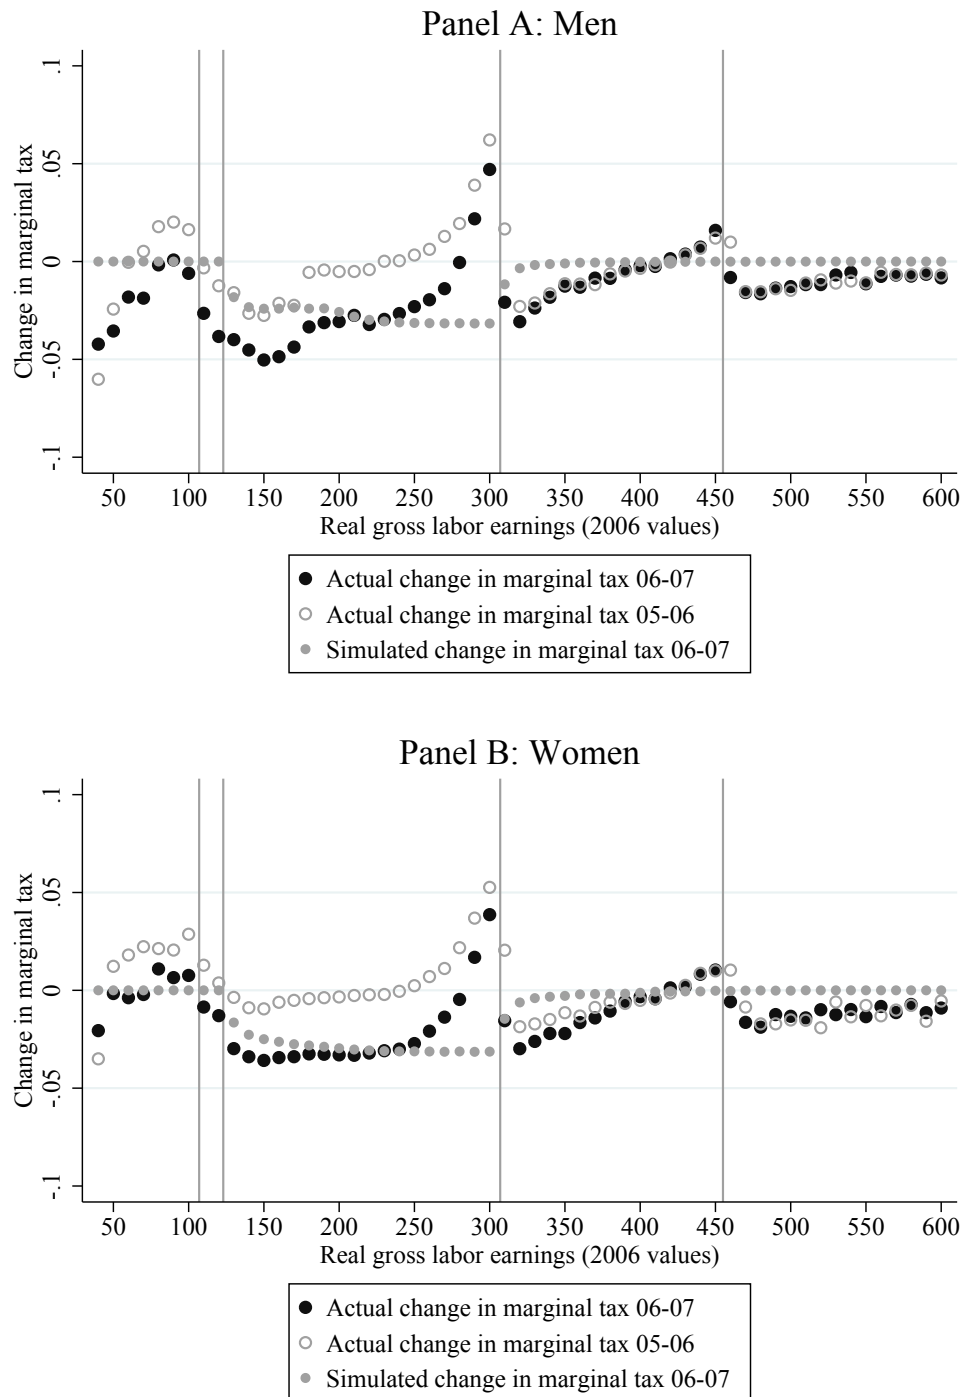 Panel A: Men
.1
.05
0
-.05
-.1
Change in marginal tax
50 100 150 200 250 300 350 400 450 500 550 600
Real gross labor earnings (2006 values)
Actual change in marginal tax 06-07
Actual change in marginal tax 05-06
Simulated change in marginal tax 06-07
Panel B: Women
.1
.05
0
-.05
-.1
Change in marginal tax
50 100 150 200 250 300 350 400 450 500 550 600
Real gross labor earnings (2006 values)
Actual change in marginal tax 06-07
Actual change in marginal tax 05-06
Simulated change in marginal tax 06-07